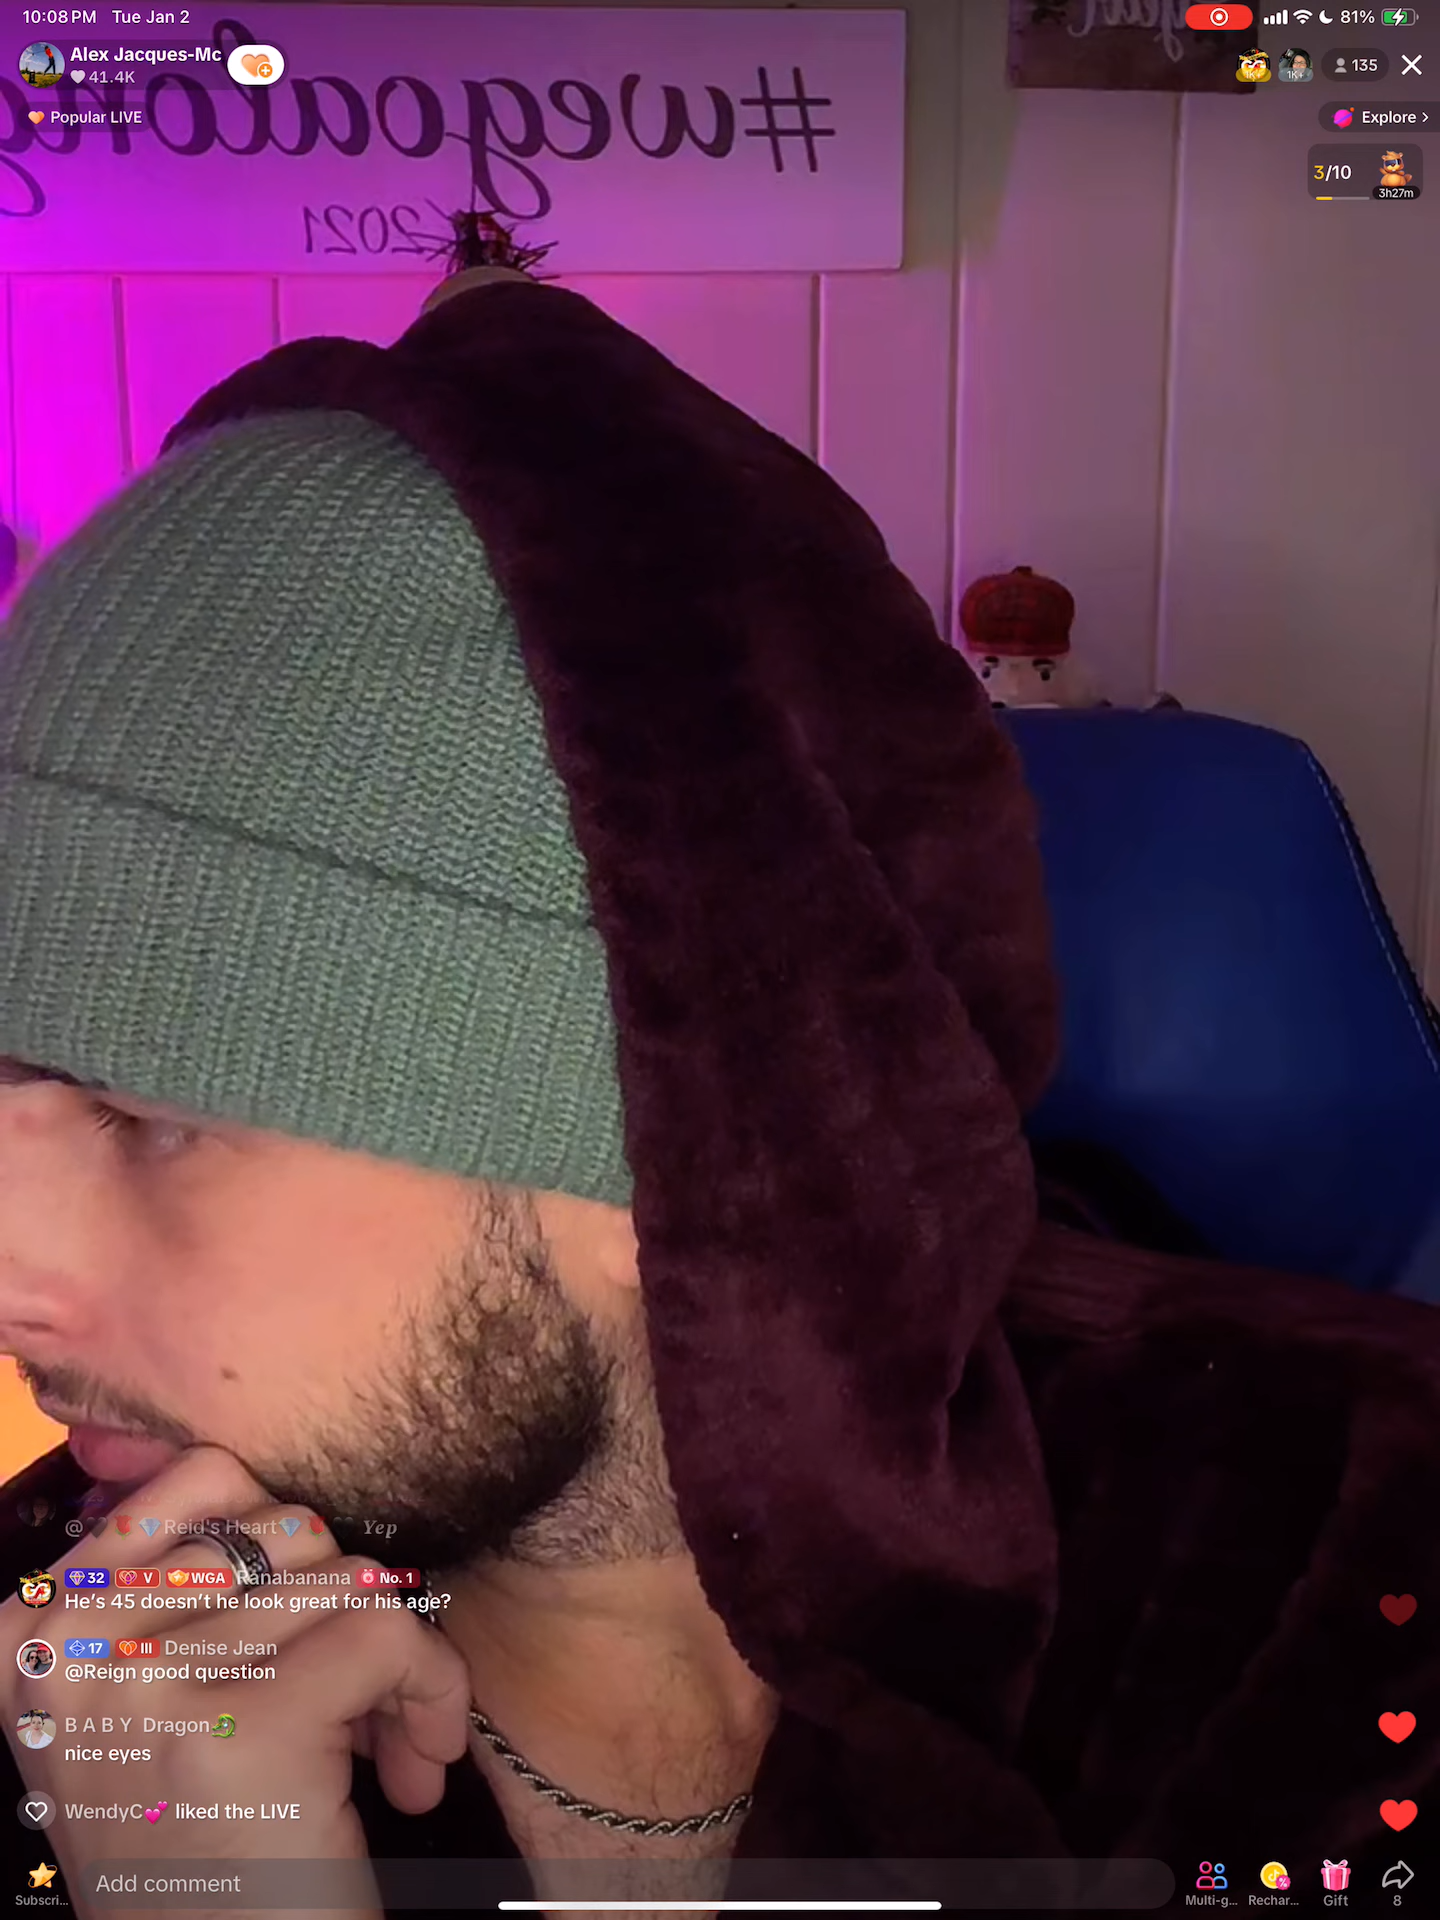 10:08 PM Tue Jan 2
81%
Alex Jacques-Mc
41.4K
1K+ 1K+
135
Popular LIVE
Explore >
#wegoalong
2021
3/10
3h27m
@ Reid's Heart Yep
32 V WGA Ranabanana No. 1
He's 45 doesn't he look great for his age?
17 III Denise Jean
@Reign good question
B A B Y Dragon
nice eyes
WendyC liked the LIVE
Add comment
Subscri... Multi-g... Rechar... Gift 8